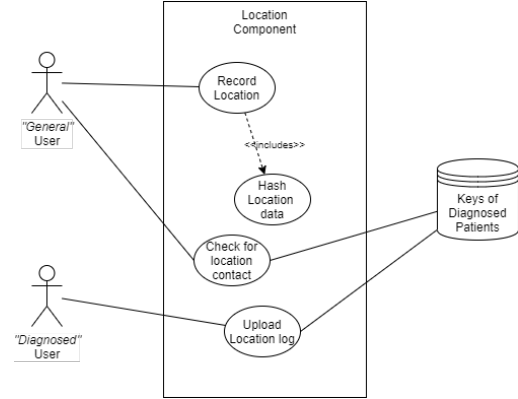 Location
Component
Record
Location
"General"
User
<<includes>>
Hash
Location
data
Keys of
Diagnosed
Patients
Check for
location
contact
Upload
Location log
"Diagnosed"
User